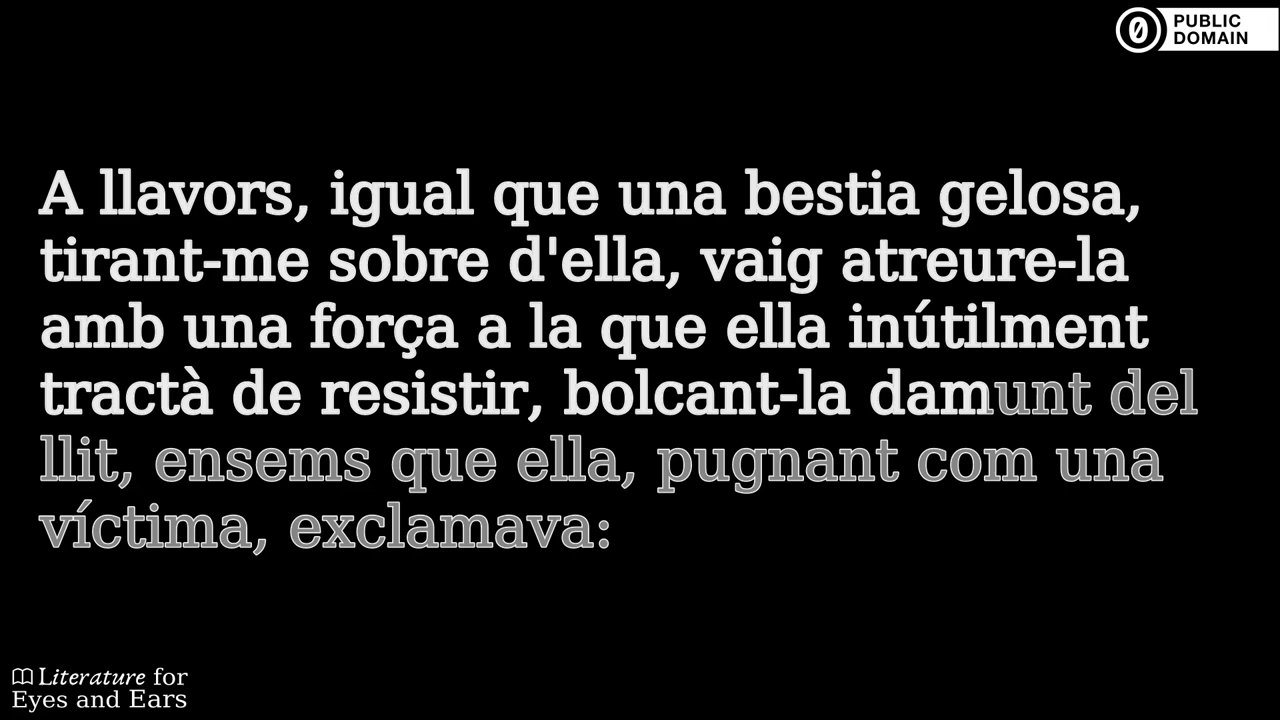 PUBLIC
DOMAIN
A llavors, igual que una bestia gelosa,
tirant-me sobre d'ella, vaig atreure-la
amb una força a la que ella inútilment
tractà de resistir, bolcant-la damunt del
llit, ensems que ella, pugnant com una
víctima, exclamava:
Literature for
Eyes and Ears